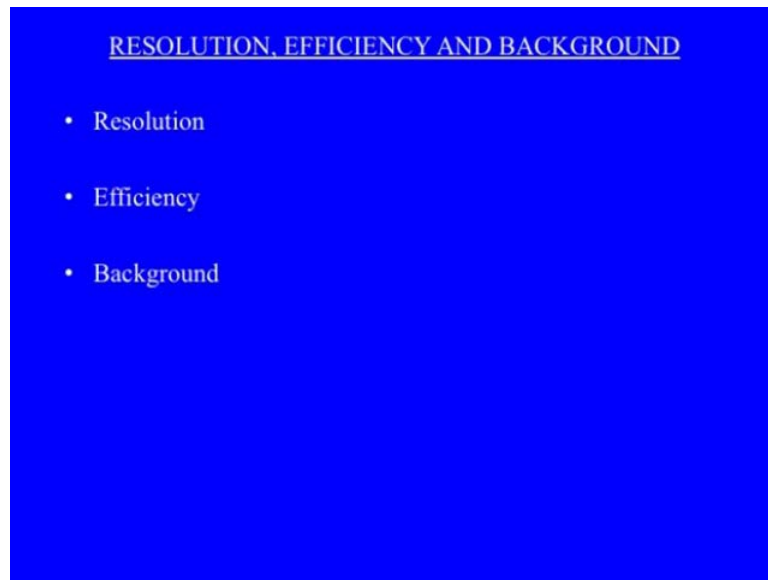 RESOLUTION, EFFICIENCY AND BACKGROUND
• Resolution
• Efficiency
• Background